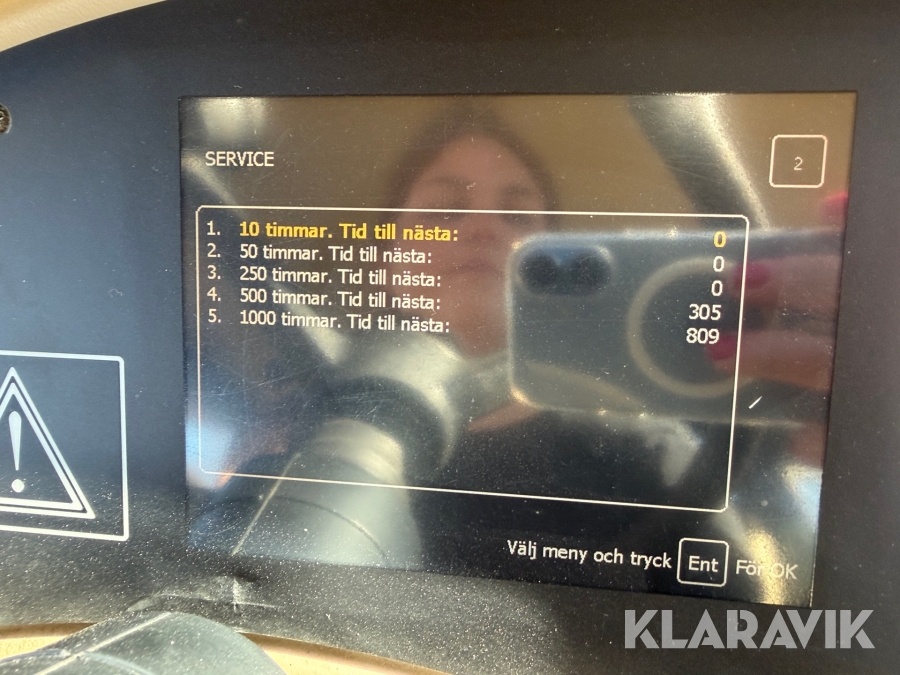 SERVICE
2
1. 10 timmar. Tid till nästa: 0
2. 50 timmar. Tid till nästa: 0
3. 250 timmar. Tid till nästa: 0
4. 500 timmar. Tid till nästa: 305
5. 1000 timmar. Tid till nästa: 809
Välj meny och tryck Ent För OK
KLARAVIK